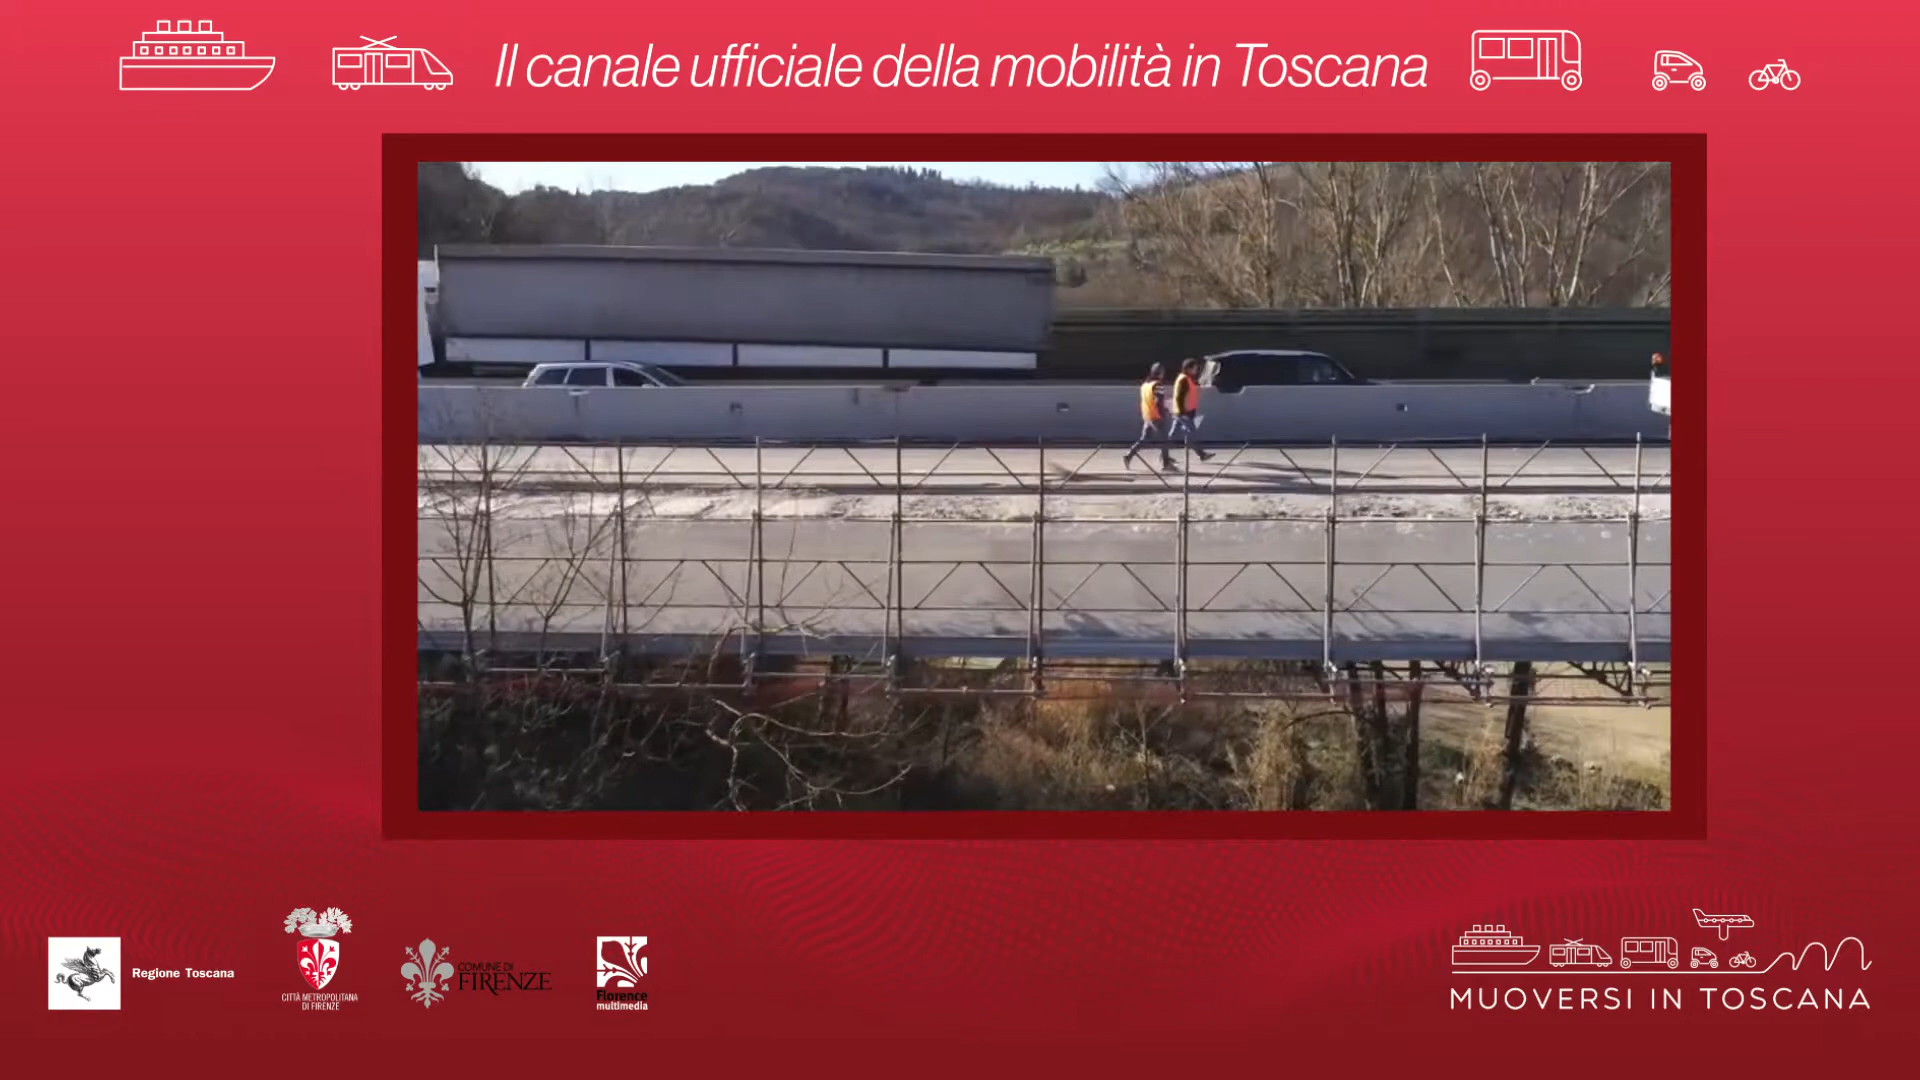 Il canale ufficiale della mobilità in Toscana
Regione Toscana
CITTÀ METROPOLITANA
DI FIRENZE
COMUNE DI
FIRENZE
Florence
multimedia
MUOVERSI IN TOSCANA